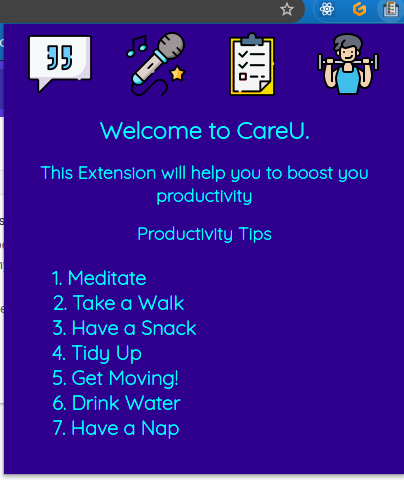 Welcome to CareU.
This Extension will help you to boost you
productivity
Productivity Tips
1. Meditate
2. Take a Walk
3. Have a Snack
4. Tidy Up
5. Get Moving!
6. Drink Water
7. Have a Nap